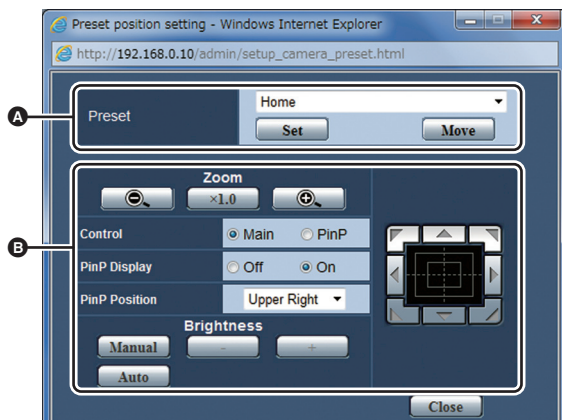 Preset position setting - Windows Internet Explorer
http://192.168.0.10/admin/setup_camera_preset.html
A
Preset
Home
Set
Move
B
Zoom
×1.0
Control
Main
PinP
PinP Display
Off
On
PinP Position
Upper Right
Brightness
Manual
-
+
Auto
Close